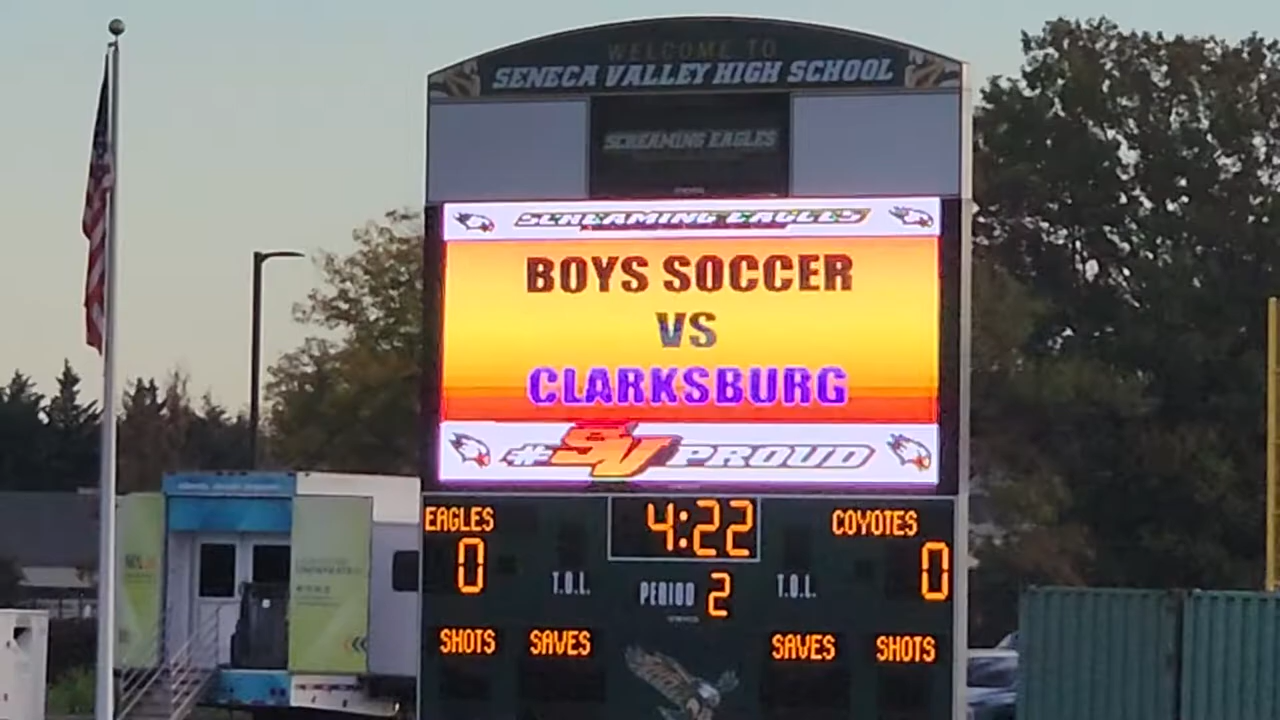 WELCOME TO
SENECA VALLEY HIGH SCHOOL
SCREAMING EAGLES
SCREAMING EAGLES
BOYS SOCCER
VS
CLARKSBURG
#SV PROUD
EAGLES 4:22 COYOTES
0 T.O.L. PERIOD 2 T.O.L. 0
SHOTS SAVES SAVES SHOTS